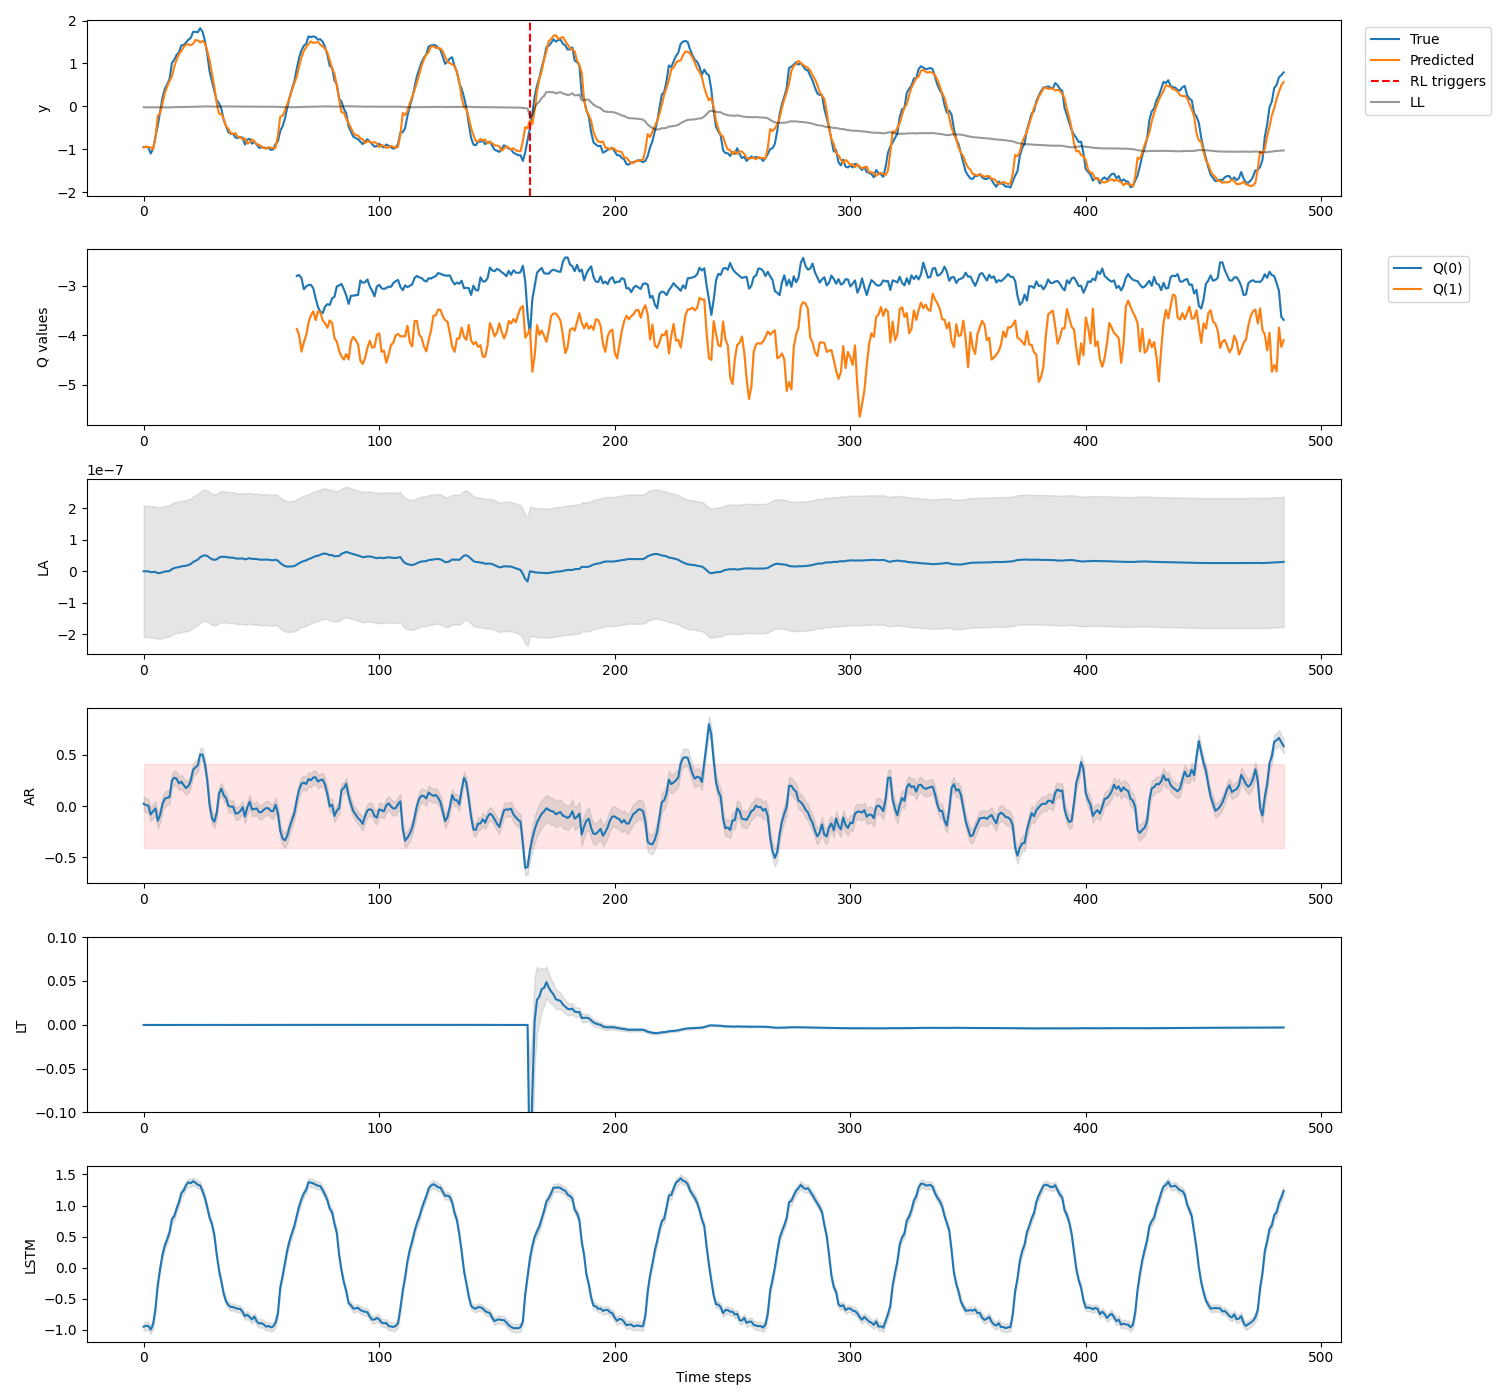 2
1
0
−1
−2
y
0 100 200 300 400 500
True
Predicted
RL triggers
LL
−3
−4
−5
Q values
0 100 200 300 400 500
Q(0)
Q(1)
1e−7
2
1
0
−1
−2
LA
0 100 200 300 400 500
0.5
0.0
−0.5
AR
0 100 200 300 400 500
0.10
0.05
0.00
−0.05
−0.10
LT
0 100 200 300 400 500
1.5
1.0
0.5
0.0
−0.5
−1.0
LSTM
0 100 200 300 400 500
Time steps